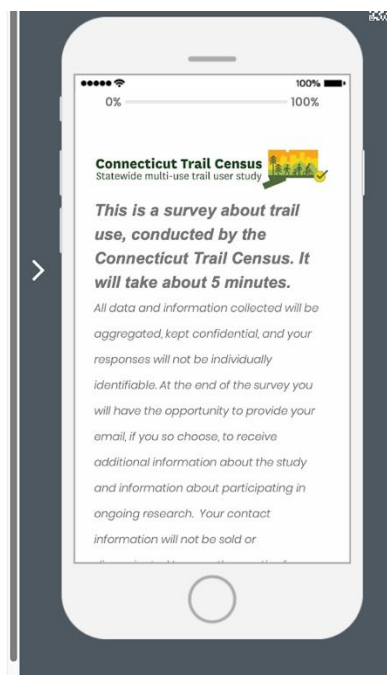 100%
0% 100%
Connecticut Trail Census
Statewide multi-use trail user study
This is a survey about trail
use, conducted by the
Connecticut Trail Census. It
will take about 5 minutes.
All data and information collected will be
aggregated, kept confidential, and your
responses will not be individually
identifiable. At the end of the survey you
will have the opportunity to provide your
email, if you so choose, to receive
additional information about the study
and information about participating in
ongoing research. Your contact
information will not be sold or